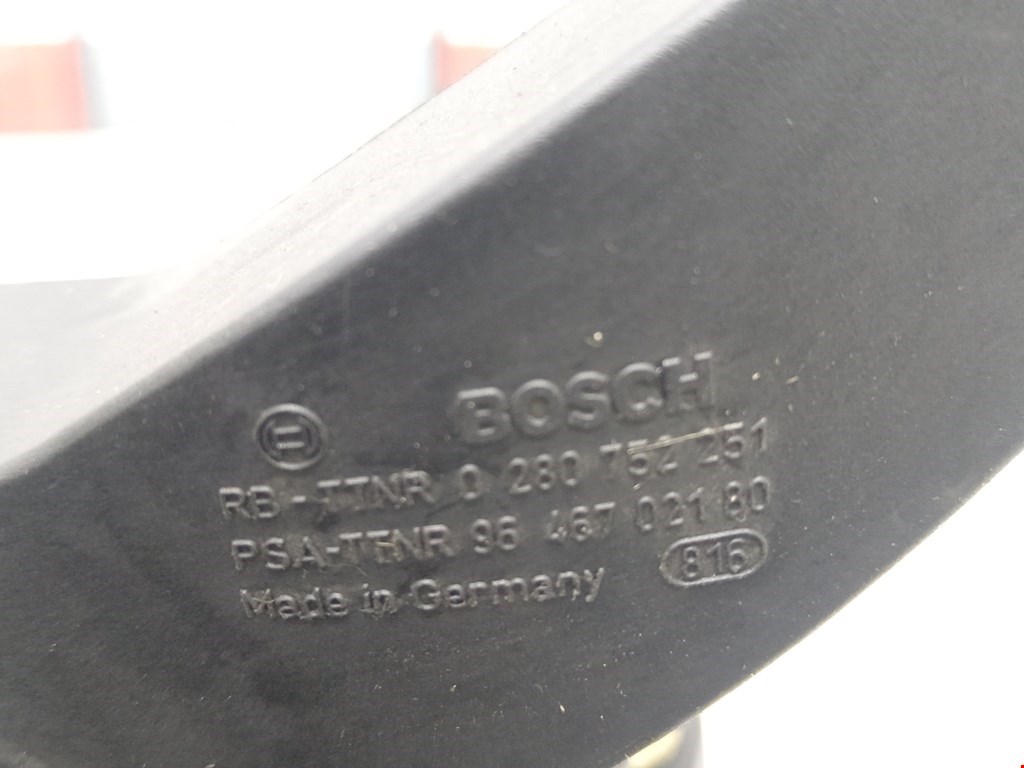 BOSCH
RB-TTNR 0 280 752 251
PSA-TTNR 96 467 021 80
Made in Germany 816